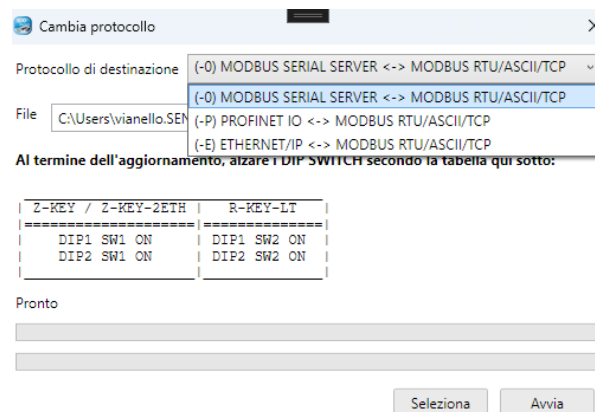 Cambia protocollo
Protocollo di destinazione (-0) MODBUS SERIAL SERVER <-> MODBUS RTU/ASCII/TCP
(-0) MODBUS SERIAL SERVER <-> MODBUS RTU/ASCII/TCP
File C:\Users\vianello.SEN
(-P) PROFINET IO <-> MODBUS RTU/ASCII/TCP
(-E) ETHERNET/IP <-> MODBUS RTU/ASCII/TCP
Al termine dell'aggiornamento, alzare i DIP SWITCH secondo la tabella qui sotto:
| Z-KEY / Z-KEY-2ETH | R-KEY-LT |
|====================|==============|
| DIP1 SW1 ON | DIP1 SW2 ON |
| DIP2 SW1 ON | DIP2 SW2 ON |
Pronto
Seleziona Avvia